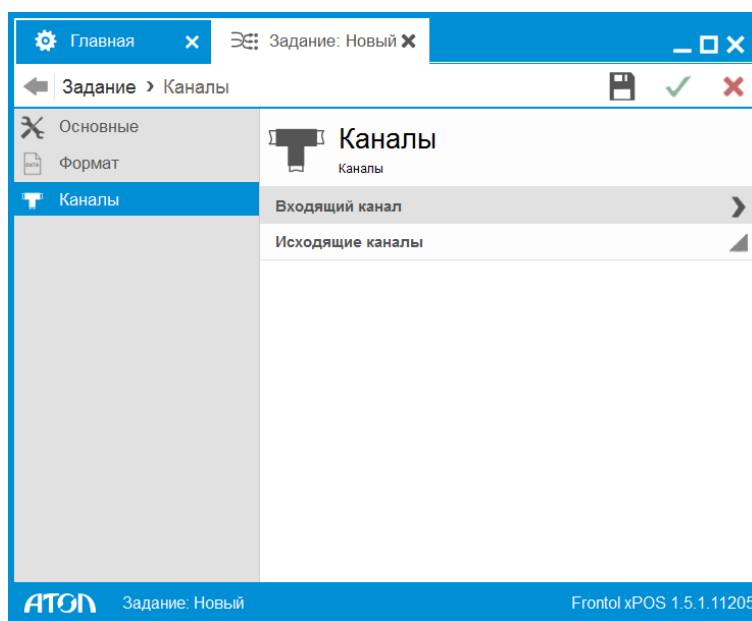 Главная
Задание: Новый
Задание › Каналы
Основные
DATA Формат
Каналы
Каналы
Каналы
Входящий канал
Исходящие каналы
АТОЛ Задание: Новый Frontol xPOS 1.5.1.11205